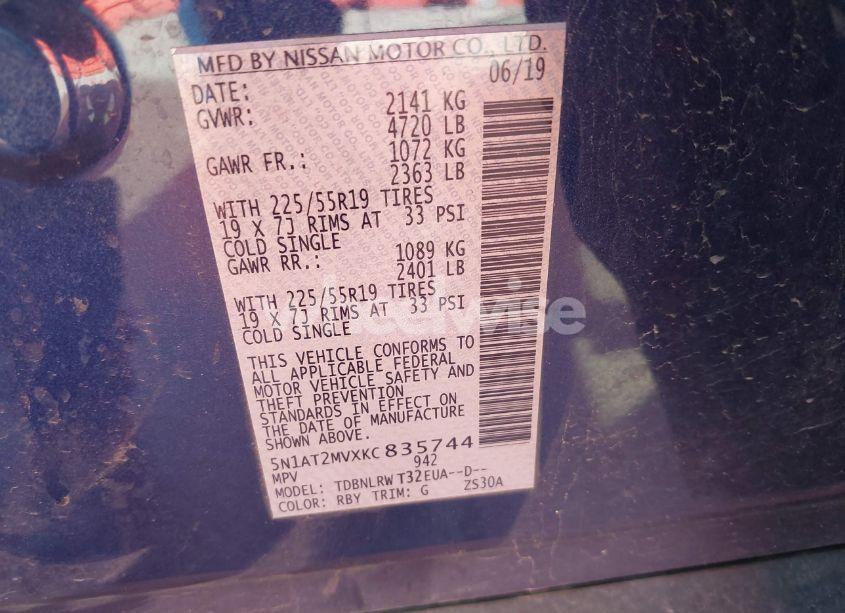 MFD BY NISSAN MOTOR CO., LTD.
DATE: 06/19
GVWR: 2141 KG
4720 LB
GAWR FR.: 1072 KG
2363 LB
WITH 225/55R19 TIRES
19 X 7J RIMS AT 33 PSI
COLD SINGLE
GAWR RR.: 1089 KG
2401 LB
WITH 225/55R19 TIRES
19 X 7J RIMS AT 33 PSI
COLD SINGLE
THIS VEHICLE CONFORMS TO
ALL APPLICABLE FEDERAL
MOTOR VEHICLE SAFETY AND
THEFT PREVENTION
STANDARDS IN EFFECT ON
THE DATE OF MANUFACTURE
SHOWN ABOVE.
5N1AT2MVXKC 835744
MPV 942
MODEL: TDBNLRW T32EUA--D--
COLOR: RBY TRIM: G ZS30A